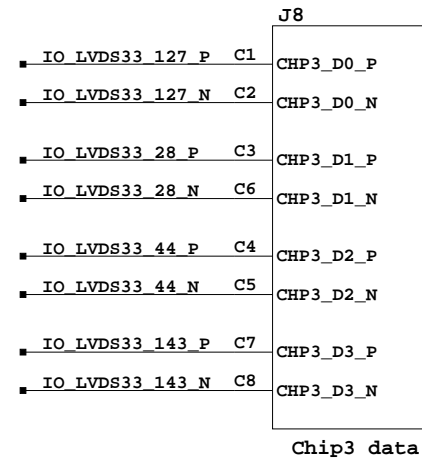 J8
IO_LVDS33_127_P C1 CHP3_D0_P
IO_LVDS33_127_N C2 CHP3_D0_N
IO_LVDS33_28_P C3 CHP3_D1_P
IO_LVDS33_28_N C6 CHP3_D1_N
IO_LVDS33_44_P C4 CHP3_D2_P
IO_LVDS33_44_N C5 CHP3_D2_N
IO_LVDS33_143_P C7 CHP3_D3_P
IO_LVDS33_143_N C8 CHP3_D3_N
Chip3 data